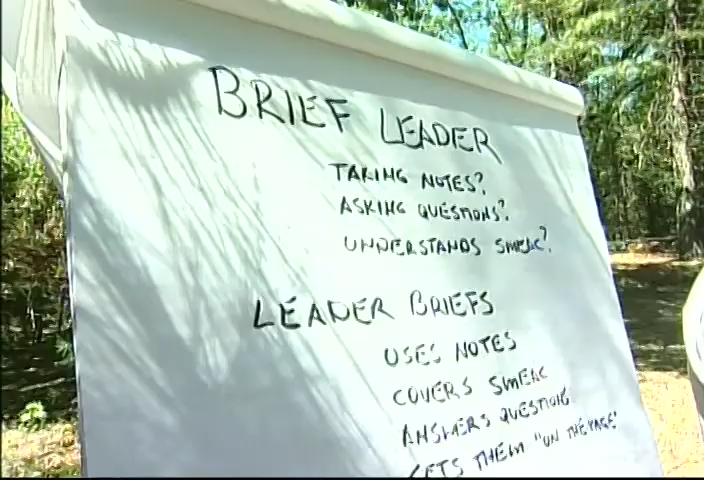 BRIEF LEADER
TAKING NOTES?
ASKING QUESTIONS?
UNDERSTANDS SMEAC?
LEADER BRIEFS
USES NOTES
COVERS SMEAC
ANSWERS QUESTIONS
GETS THEM "ON THE PAGE"